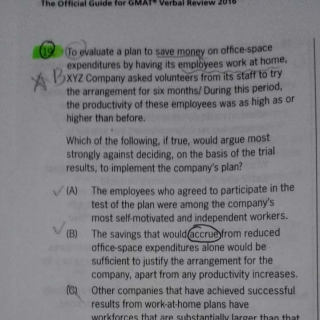 The Official Guide for GMAT® Verbal Review 2016
19. To evaluate a plan to save money on office-space
expenditures by having its employees work at home,
XYZ Company asked volunteers from its staff to try
the arrangement for six months/ During this period,
the productivity of these employees was as high as or
higher than before.
Which of the following, if true, would argue most
strongly against deciding, on the basis of the trial
results, to implement the company's plan?
(A) The employees who agreed to participate in the
test of the plan were among the company's
most self-motivated and independent workers.
(B) The savings that would accrue from reduced
office-space expenditures alone would be
sufficient to justify the arrangement for the
company, apart from any productivity increases.
(C) Other companies that have achieved successful
results from work-at-home plans have
workforces that are substantially larger than that